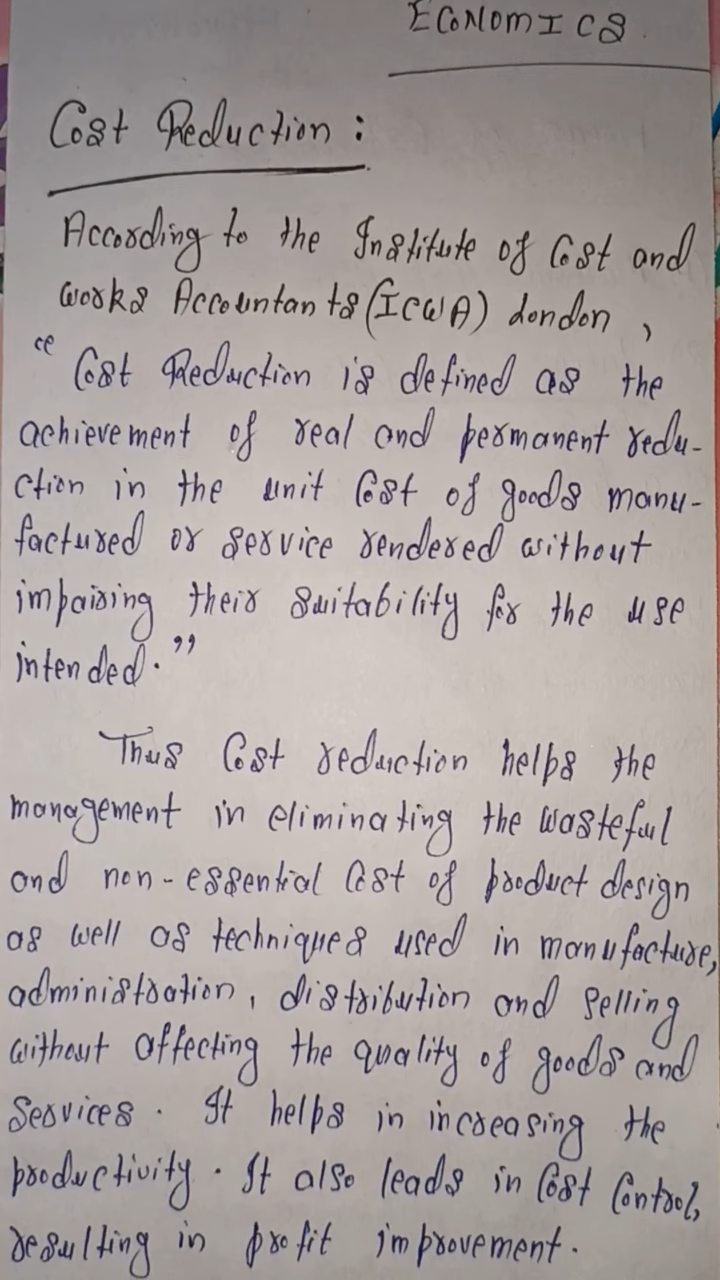 ECONOMICS.
Cost Reduction :
According to the Institute of Cost and
works Accountants (ICWA) London,
"Cost Reduction is defined as the
achievement of real and permanent redu-
ction in the unit Cost of goods manu-
factured or service rendered without
impairing their suitability for the use
intended."
Thus Cost reduction helps the
management in eliminating the wasteful
and non-essential Cost of product design
as well as techniques used in manufacture,
administration, distribution and selling
without affecting the quality of goods and
Services. It helps in increasing the
productivity. It also leads in Cost Control,
resulting in profit improvement.